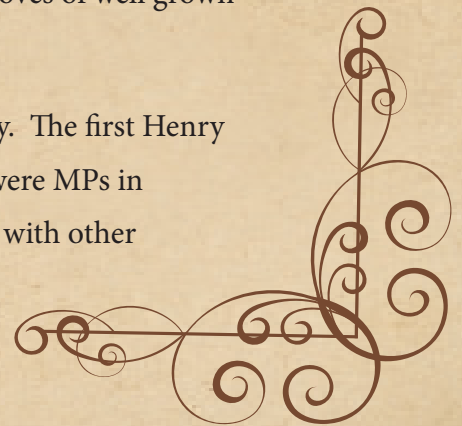 oves of well grown
y. The first Henry
were MPs in
with other